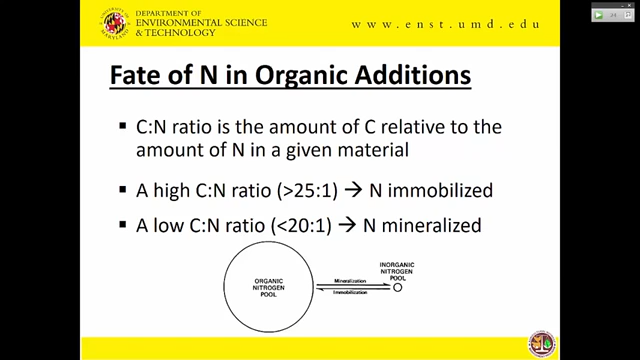 DEPARTMENT OF
ENVIRONMENTAL SCIENCE
& TECHNOLOGY
www.enst.umd.edu
Fate of N in Organic Additions
▪ C:N ratio is the amount of C relative to the
amount of N in a given material
▪ A high C:N ratio (>25:1) → N immobilized
▪ A low C:N ratio (<20:1) → N mineralized
ORGANIC
NITROGEN
POOL
Mineralization
Immobilization
INORGANIC
NITROGEN
POOL